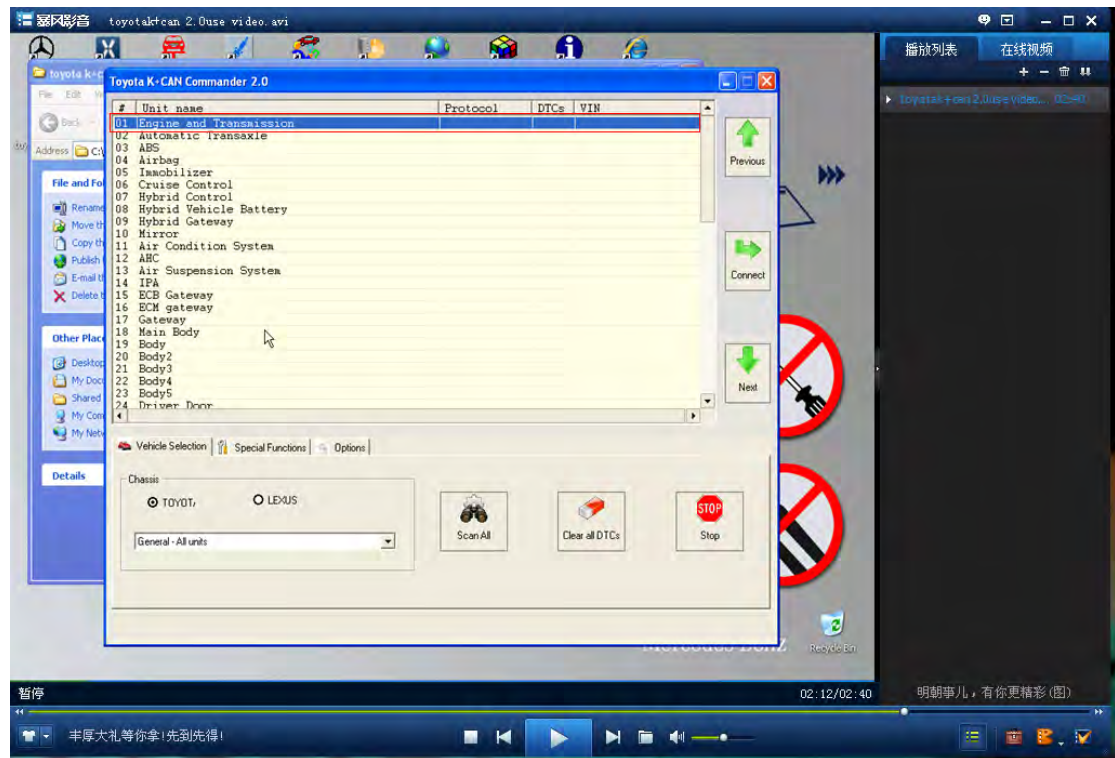 暴风影音 toyotak+can 2.0use video.avi
播放列表 在线视频
toyotak+can2.0use video... 02:40
toyota k+c
File Edit
Back
Address C:\
File and Fol
Rename
Move th
Copy th
Publish
E-mail t
Delete t
Other Place
Desktop
My Docu
Shared
My Com
My Netw
Details
Toyota K+CAN Commander 2.0
# Unit name Protocol DTCs VIN
01 Engine and Transmission
02 Automatic Transaxle
03 ABS
04 Airbag
05 Immobilizer
06 Cruise Control
07 Hybrid Control
08 Hybrid Vehicle Battery
09 Hybrid Gateway
10 Mirror
11 Air Condition System
12 AHC
13 Air Suspension System
14 IPA
15 ECB Gateway
16 ECM gateway
17 Gateway
18 Main Body
19 Body
20 Body2
21 Body3
22 Body4
23 Body5
24 Driver Door
Previous
Connect
Next
Vehicle Selection Special Functions Options
Chassis
TOYOT LEXUS
General - All units
Scan All
Clear all DTCs
STOP
Stop
Recycle Bin
暂停 02:12/02:40
明朝事儿，有你更精彩(图)
丰厚大礼等你拿!先到先得!